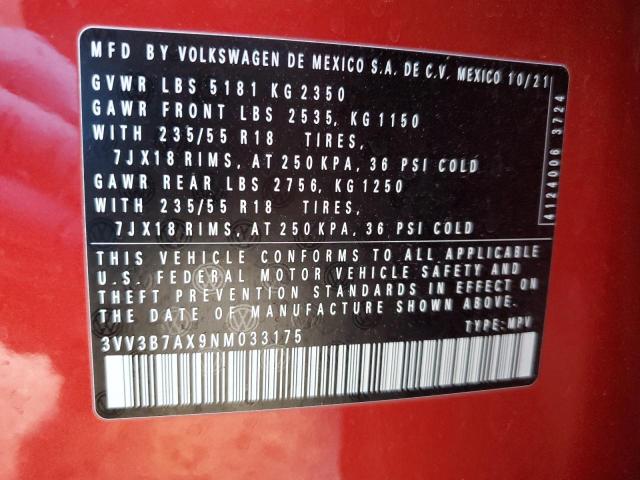 MFD BY VOLKSWAGEN DE MEXICO S.A. DE C.V. MEXICO 10/21
GVWR LBS 5181 KG 2350
GAWR FRONT LBS 2535, KG 1150
WITH 235/55 R18 TIRES,
7JX18 RIMS, AT 250 KPA, 36 PSI COLD
GAWR REAR LBS 2756, KG 1250
WITH 235/55 R18 TIRES,
7JX18 RIMS, AT 250 KPA, 36 PSI COLD
THIS VEHICLE CONFORMS TO ALL APPLICABLE
U.S. FEDERAL MOTOR VEHICLE SAFETY AND
THEFT PREVENTION STANDARDS IN EFFECT ON
THE DATE OF MANUFACTURE SHOWN ABOVE.
3VV3B7AX9NM033175 TYPE: MPV
4124006 3724